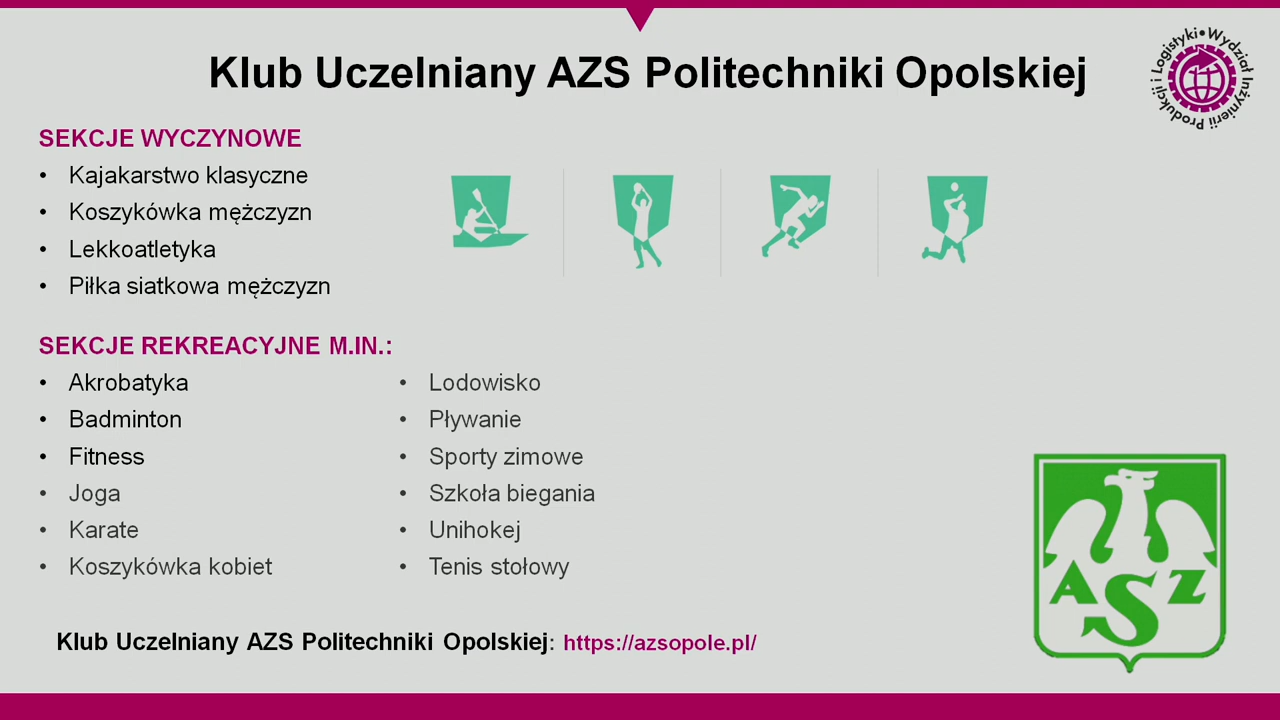 Klub Uczelniany AZS Politechniki Opolskiej
Wydział Inżynierii Produkcji i Logistyki
SEKCJE WYCZYNOWE
• Kajakarstwo klasyczne
• Koszykówka mężczyzn
• Lekkoatletyka
• Piłka siatkowa mężczyzn
SEKCJE REKREACYJNE M.IN.:
• Akrobatyka
• Badminton
• Fitness
• Joga
• Karate
• Koszykówka kobiet
• Lodowisko
• Pływanie
• Sporty zimowe
• Szkoła biegania
• Unihokej
• Tenis stołowy
AZS
Klub Uczelniany AZS Politechniki Opolskiej: https://azsopole.pl/